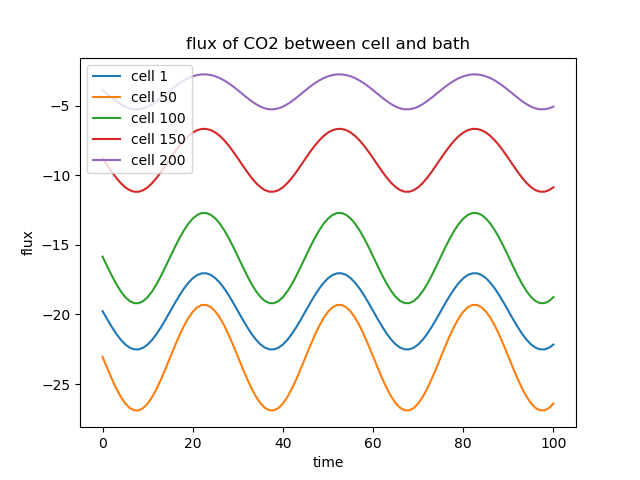 flux of CO2 between cell and bath
cell 1
cell 50
cell 100
cell 150
cell 200
flux
−5
−10
−15
−20
−25
0 20 40 60 80 100
time